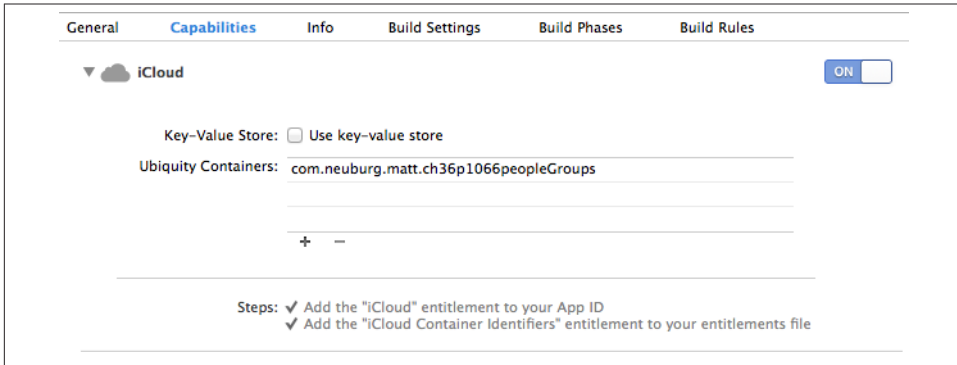 General Capabilities Info Build Settings Build Phases Build Rules
iCloud ON
Key-Value Store: Use key-value store
Ubiquity Containers: com.neuburg.matt.ch36p1066peopleGroups
+ −
Steps: ✓ Add the "iCloud" entitlement to your App ID
✓ Add the "iCloud Container Identifiers" entitlement to your entitlements file